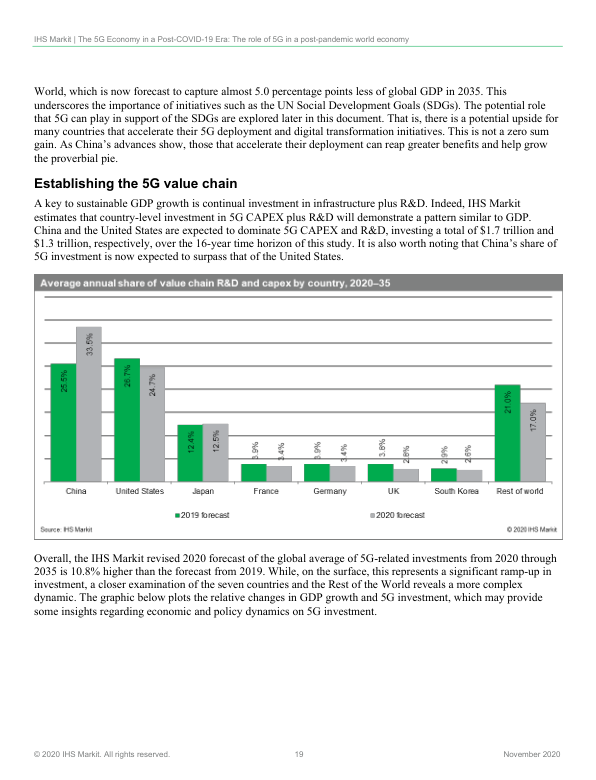 IHS Markit | The 5G Economy in a Post-COVID-19 Era: The role of 5G in a post-pandemic world economy
World, which is now forecast to capture almost 5.0 percentage points less of global GDP in 2035. This
underscores the importance of initiatives such as the UN Social Development Goals (SDGs). The potential role
that 5G can play in support of the SDGs are explored later in this document. That is, there is a potential upside for
many countries that accelerate their 5G deployment and digital transformation initiatives. This is not a zero sum
gain. As China’s advances show, those that accelerate their deployment can reap greater benefits and help grow
the proverbial pie.
Establishing the 5G value chain
A key to sustainable GDP growth is continual investment in infrastructure plus R&D. Indeed, IHS Markit
estimates that country-level investment in 5G CAPEX plus R&D will demonstrate a pattern similar to GDP.
China and the United States are expected to dominate 5G CAPEX and R&D, investing a total of $1.7 trillion and
$1.3 trillion, respectively, over the 16-year time horizon of this study. It is also worth noting that China’s share of
5G investment is now expected to surpass that of the United States.
Average annual share of value chain R&D and capex by country, 2020–35
25.5%
33.5%
26.7%
24.7%
12.4%
12.5%
3.9%
3.4%
3.9%
3.4%
3.8%
2.8%
2.9%
2.6%
21.0%
17.0%
China
United States
Japan
France
Germany
UK
South Korea
Rest of world
2019 forecast
2020 forecast
Source: IHS Markit
© 2020 IHS Markit
Overall, the IHS Markit revised 2020 forecast of the global average of 5G-related investments from 2020 through
2035 is 10.8% higher than the forecast from 2019. While, on the surface, this represents a significant ramp-up in
investment, a closer examination of the seven countries and the Rest of the World reveals a more complex
dynamic. The graphic below plots the relative changes in GDP growth and 5G investment, which may provide
some insights regarding economic and policy dynamics on 5G investment.
© 2020 IHS Markit. All rights reserved.
19
November 2020